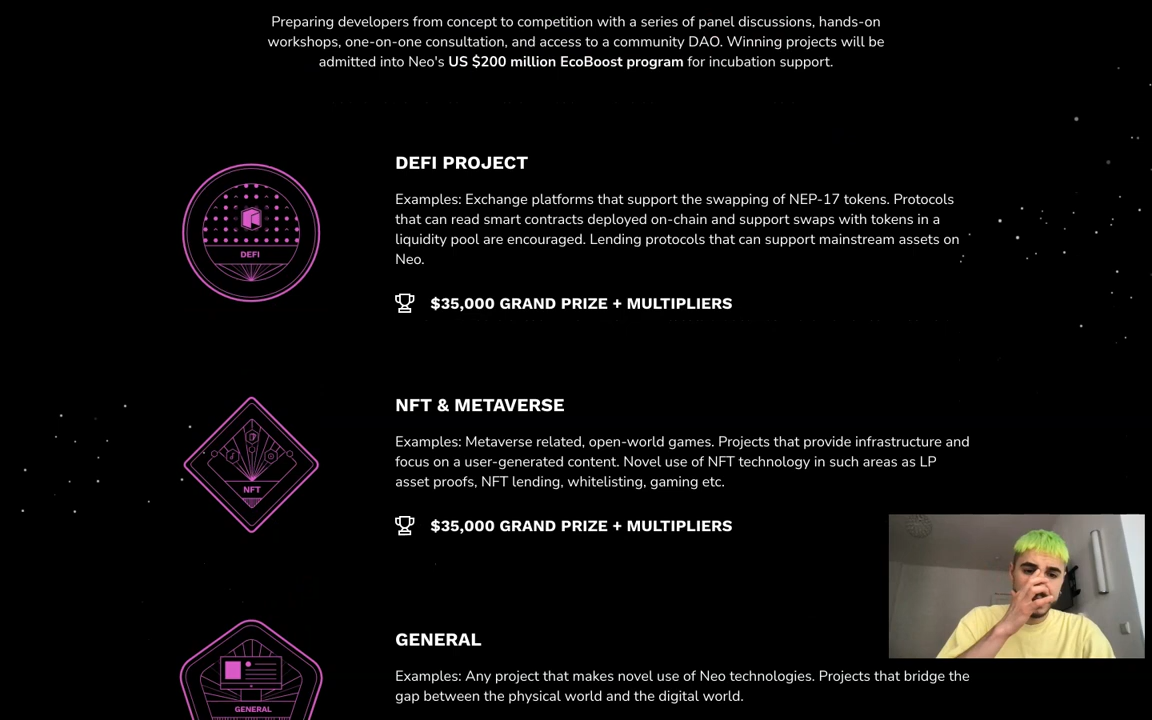 Preparing developers from concept to competition with a series of panel discussions, hands-on
workshops, one-on-one consultation, and access to a community DAO. Winning projects will be
admitted into Neo's US $200 million EcoBoost program for incubation support.
DEFI PROJECT
Examples: Exchange platforms that support the swapping of NEP-17 tokens. Protocols
that can read smart contracts deployed on-chain and support swaps with tokens in a
liquidity pool are encouraged. Lending protocols that can support mainstream assets on
Neo.
DEFI
$35,000 GRAND PRIZE + MULTIPLIERS
NFT & METAVERSE
Examples: Metaverse related, open-world games. Projects that provide infrastructure and
focus on a user-generated content. Novel use of NFT technology in such areas as LP
asset proofs, NFT lending, whitelisting, gaming etc.
NFT
$35,000 GRAND PRIZE + MULTIPLIERS
GENERAL
Examples: Any project that makes novel use of Neo technologies. Projects that bridge the
gap between the physical world and the digital world.
GENERAL